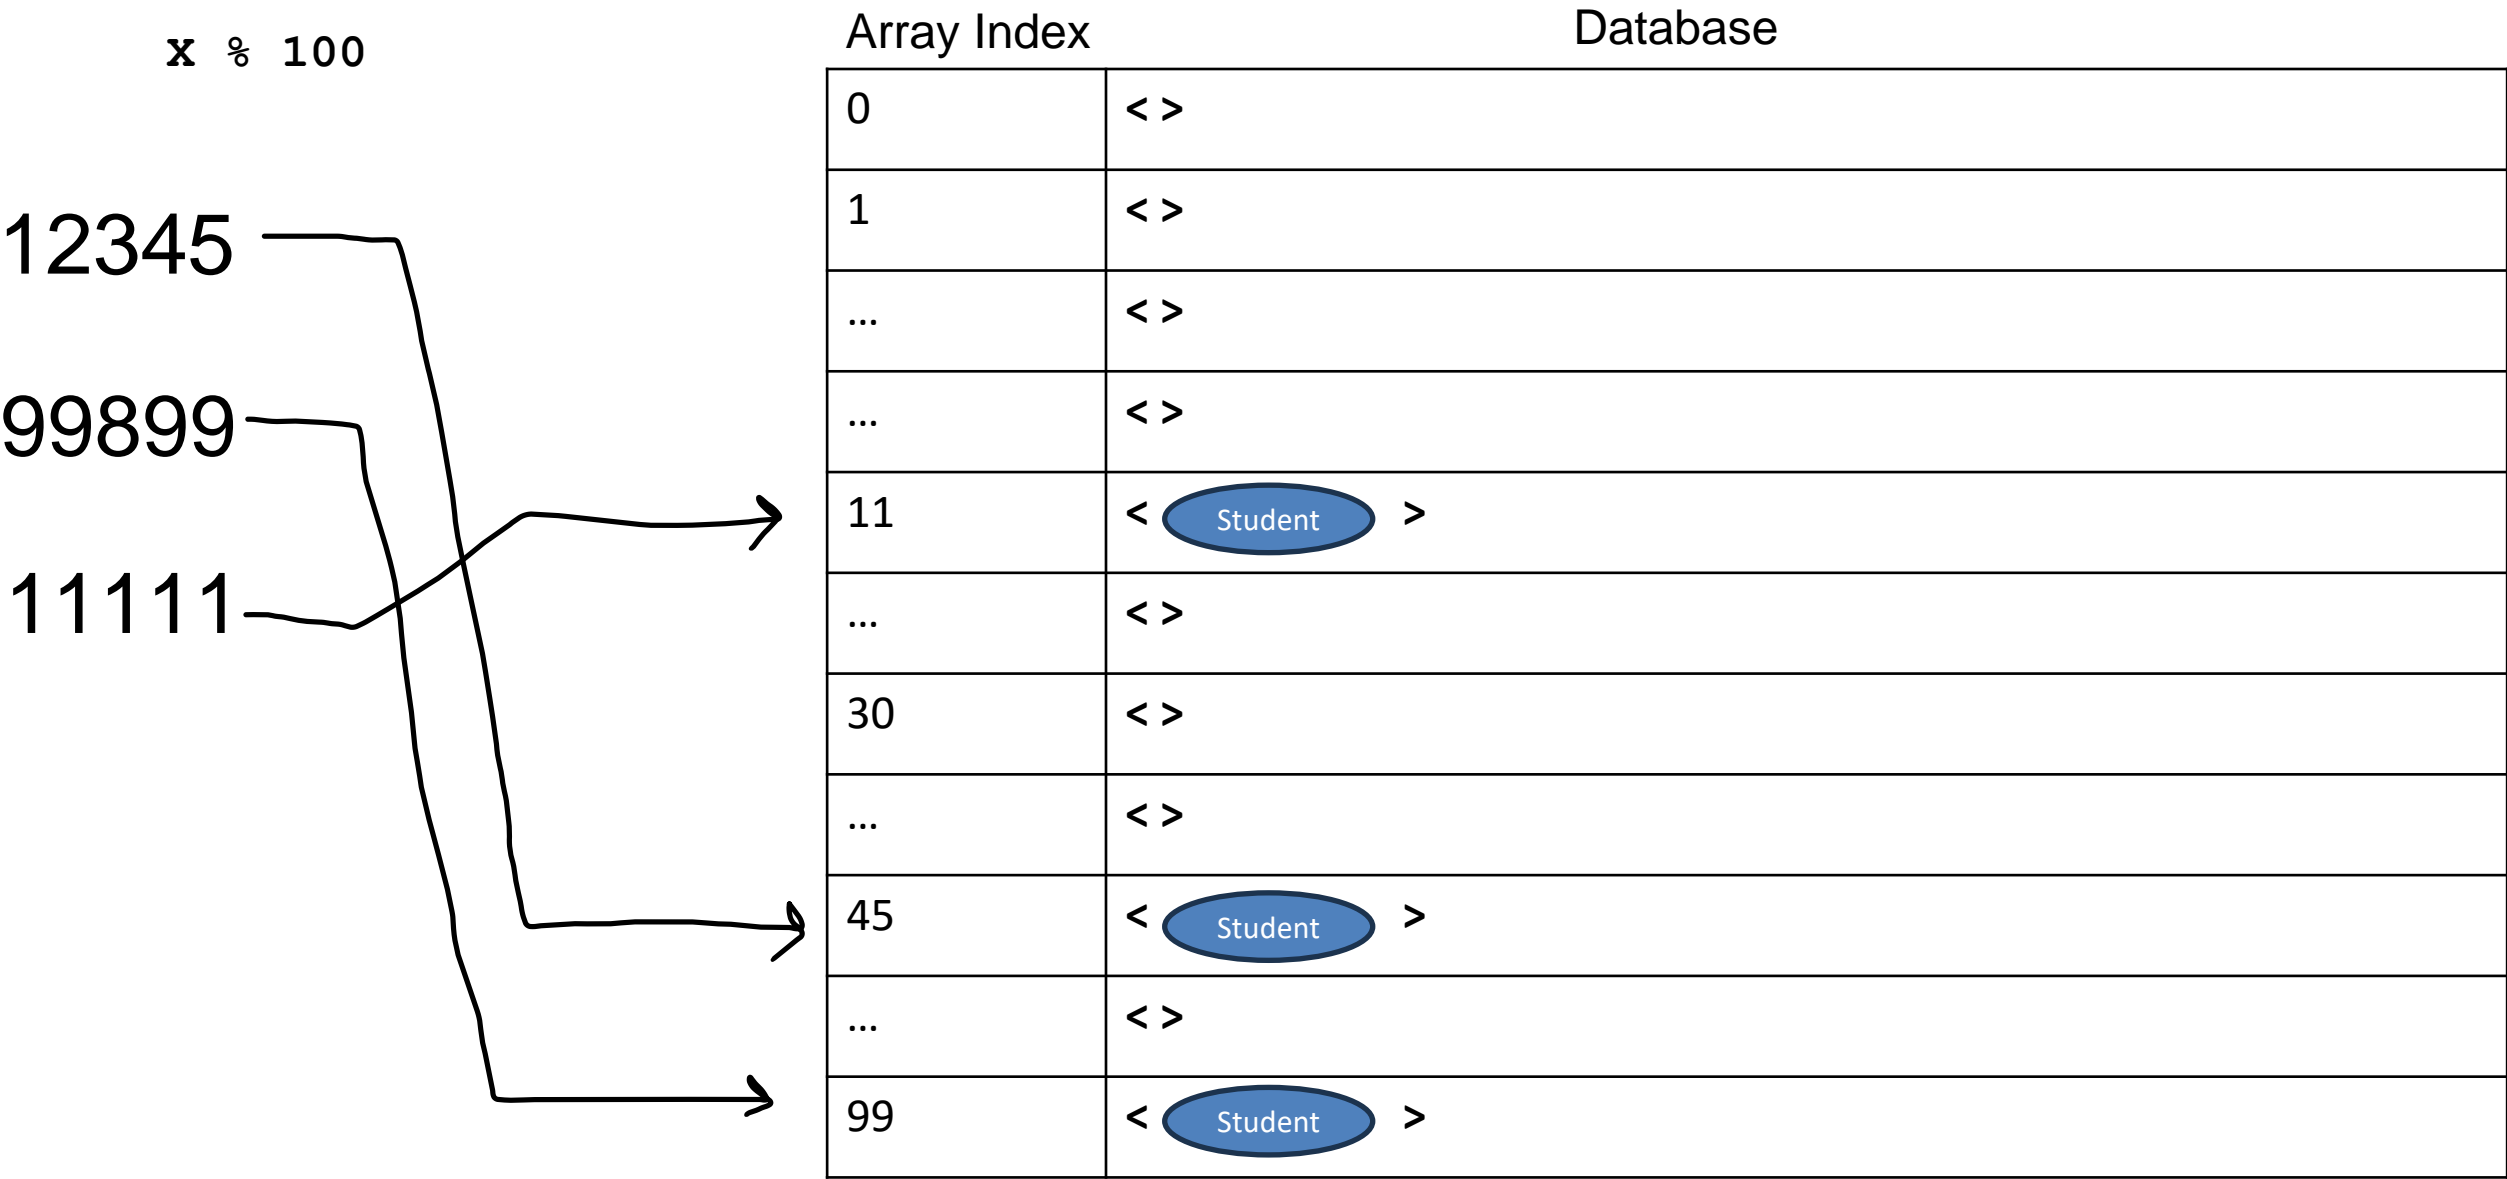 x % 100
Array Index Database
12345
99899
11111
0 < >
1 < >
... < >
... < >
11 < Student >
... < >
30 < >
... < >
45 < Student >
... < >
99 < Student >